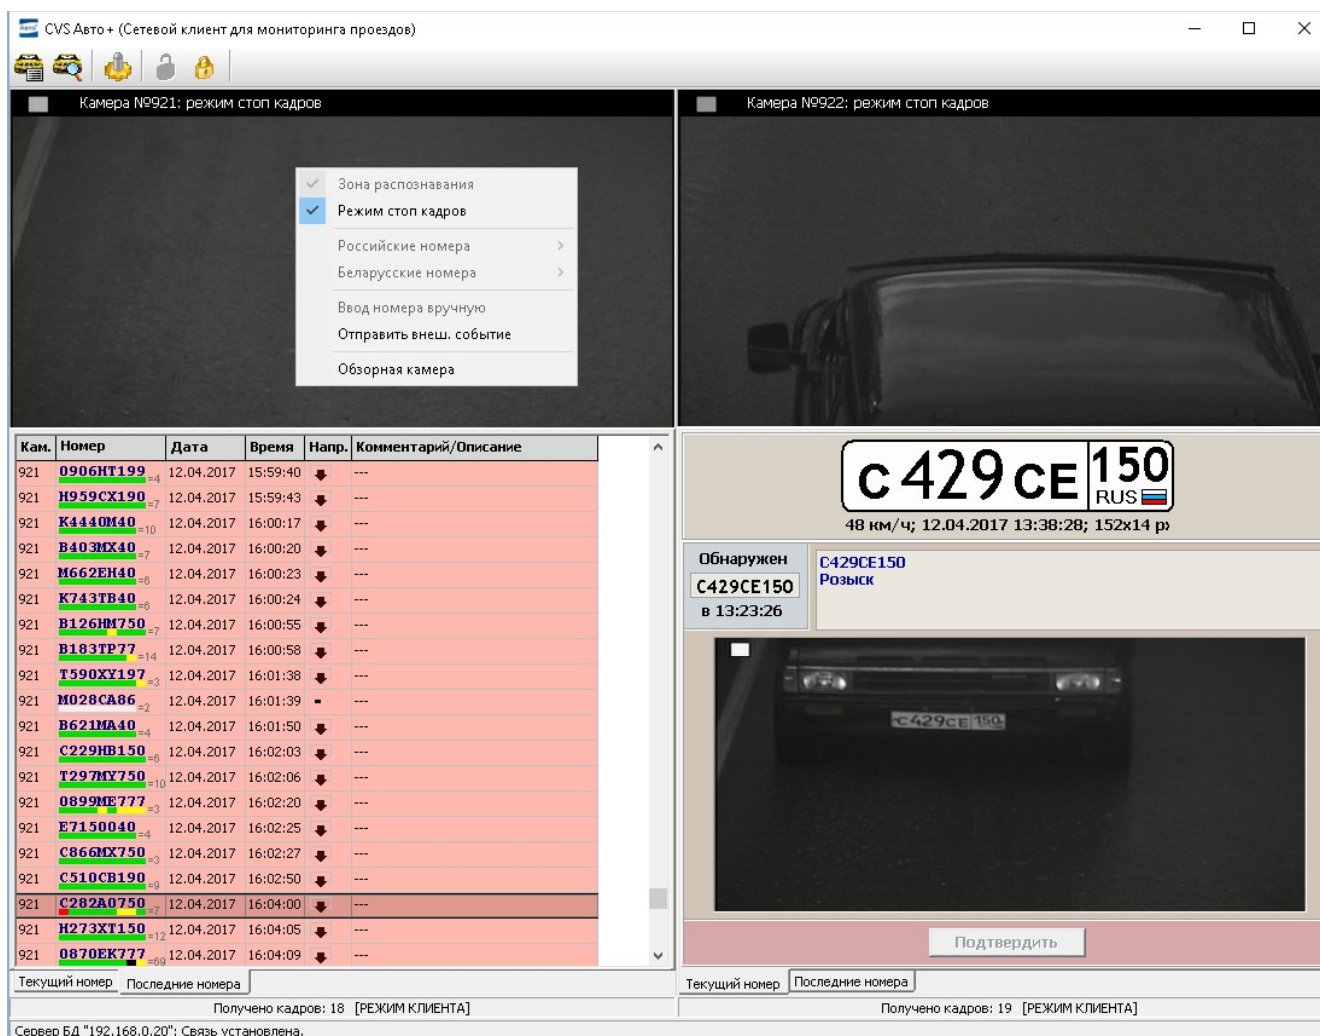 CVS Авто+ (Сетевой клиент для мониторинга проездов)
Камера №921: режим стоп кадров
Зона распознавания
Режим стоп кадров
Российские номера
Беларусские номера
Ввод номера вручную
Отправить внеш. событие
Обзорная камера
Камера №922: режим стоп кадров
Кам. Номер Дата Время Напр. Комментарий/Описание
921 0906НТ199 =4 12.04.2017 15:59:40 ---
921 Н959СХ190 =7 12.04.2017 15:59:43 ---
921 К444ОМ40 =10 12.04.2017 16:00:17 ---
921 В403МХ40 =7 12.04.2017 16:00:20 ---
921 М662ЕН40 =6 12.04.2017 16:00:23 ---
921 К743ТВ40 =6 12.04.2017 16:00:24 ---
921 В126НМ750 =7 12.04.2017 16:00:55 ---
921 В183ТР77 =14 12.04.2017 16:00:58 ---
921 Т590ХУ197 =3 12.04.2017 16:01:38 ---
921 М028СА86 =2 12.04.2017 16:01:39 - ---
921 В621МА40 =4 12.04.2017 16:01:50 ---
921 С229НВ150 =6 12.04.2017 16:02:03 ---
921 Т297МУ750 =10 12.04.2017 16:02:06 ---
921 О899МЕ777 =3 12.04.2017 16:02:20 ---
921 Е715ОО40 =4 12.04.2017 16:02:25 ---
921 С866МХ750 =3 12.04.2017 16:02:27 ---
921 С510СВ190 =9 12.04.2017 16:02:50 ---
921 С282АО750 =7 12.04.2017 16:04:00 ---
921 Н273ХТ150 =12 12.04.2017 16:04:05 ---
921 О870ЕК777 =69 12.04.2017 16:04:09 ---
Текущий номер Последние номера
Получено кадров: 18 [РЕЖИМ КЛИЕНТА]
С 429 СЕ 150
RUS
48 км/ч; 12.04.2017 13:38:28; 152x14 р
Обнаружен
С429СЕ150
в 13:23:26
С429СЕ150
Розыск
С429СЕ 150
Подтвердить
Текущий номер Последние номера
Получено кадров: 19 [РЕЖИМ КЛИЕНТА]
Сервер БД "192.168.0.20": Связь установлена.